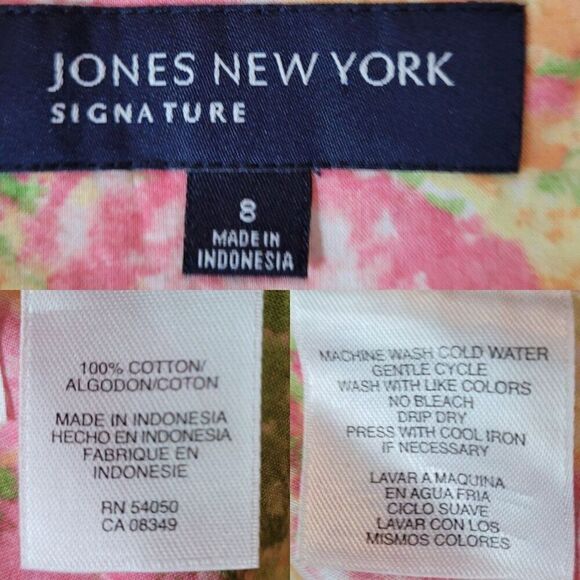 JONES NEW YORK
SIGNATURE
8
MADE IN
INDONESIA
100% COTTON/
ALGODON/COTON
MADE IN INDONESIA
HECHO EN INDONESIA
FABRIQUE EN
INDONESIE
RN 54050
CA 08349
MACHINE WASH COLD WATER
GENTLE CYCLE
WASH WITH LIKE COLORS
NO BLEACH
DRIP DRY
PRESS WITH COOL IRON
IF NECESSARY
LAVAR A MAQUINA
EN AGUA FRIA
CICLO SUAVE
LAVAR CON LOS
MISMOS COLORES